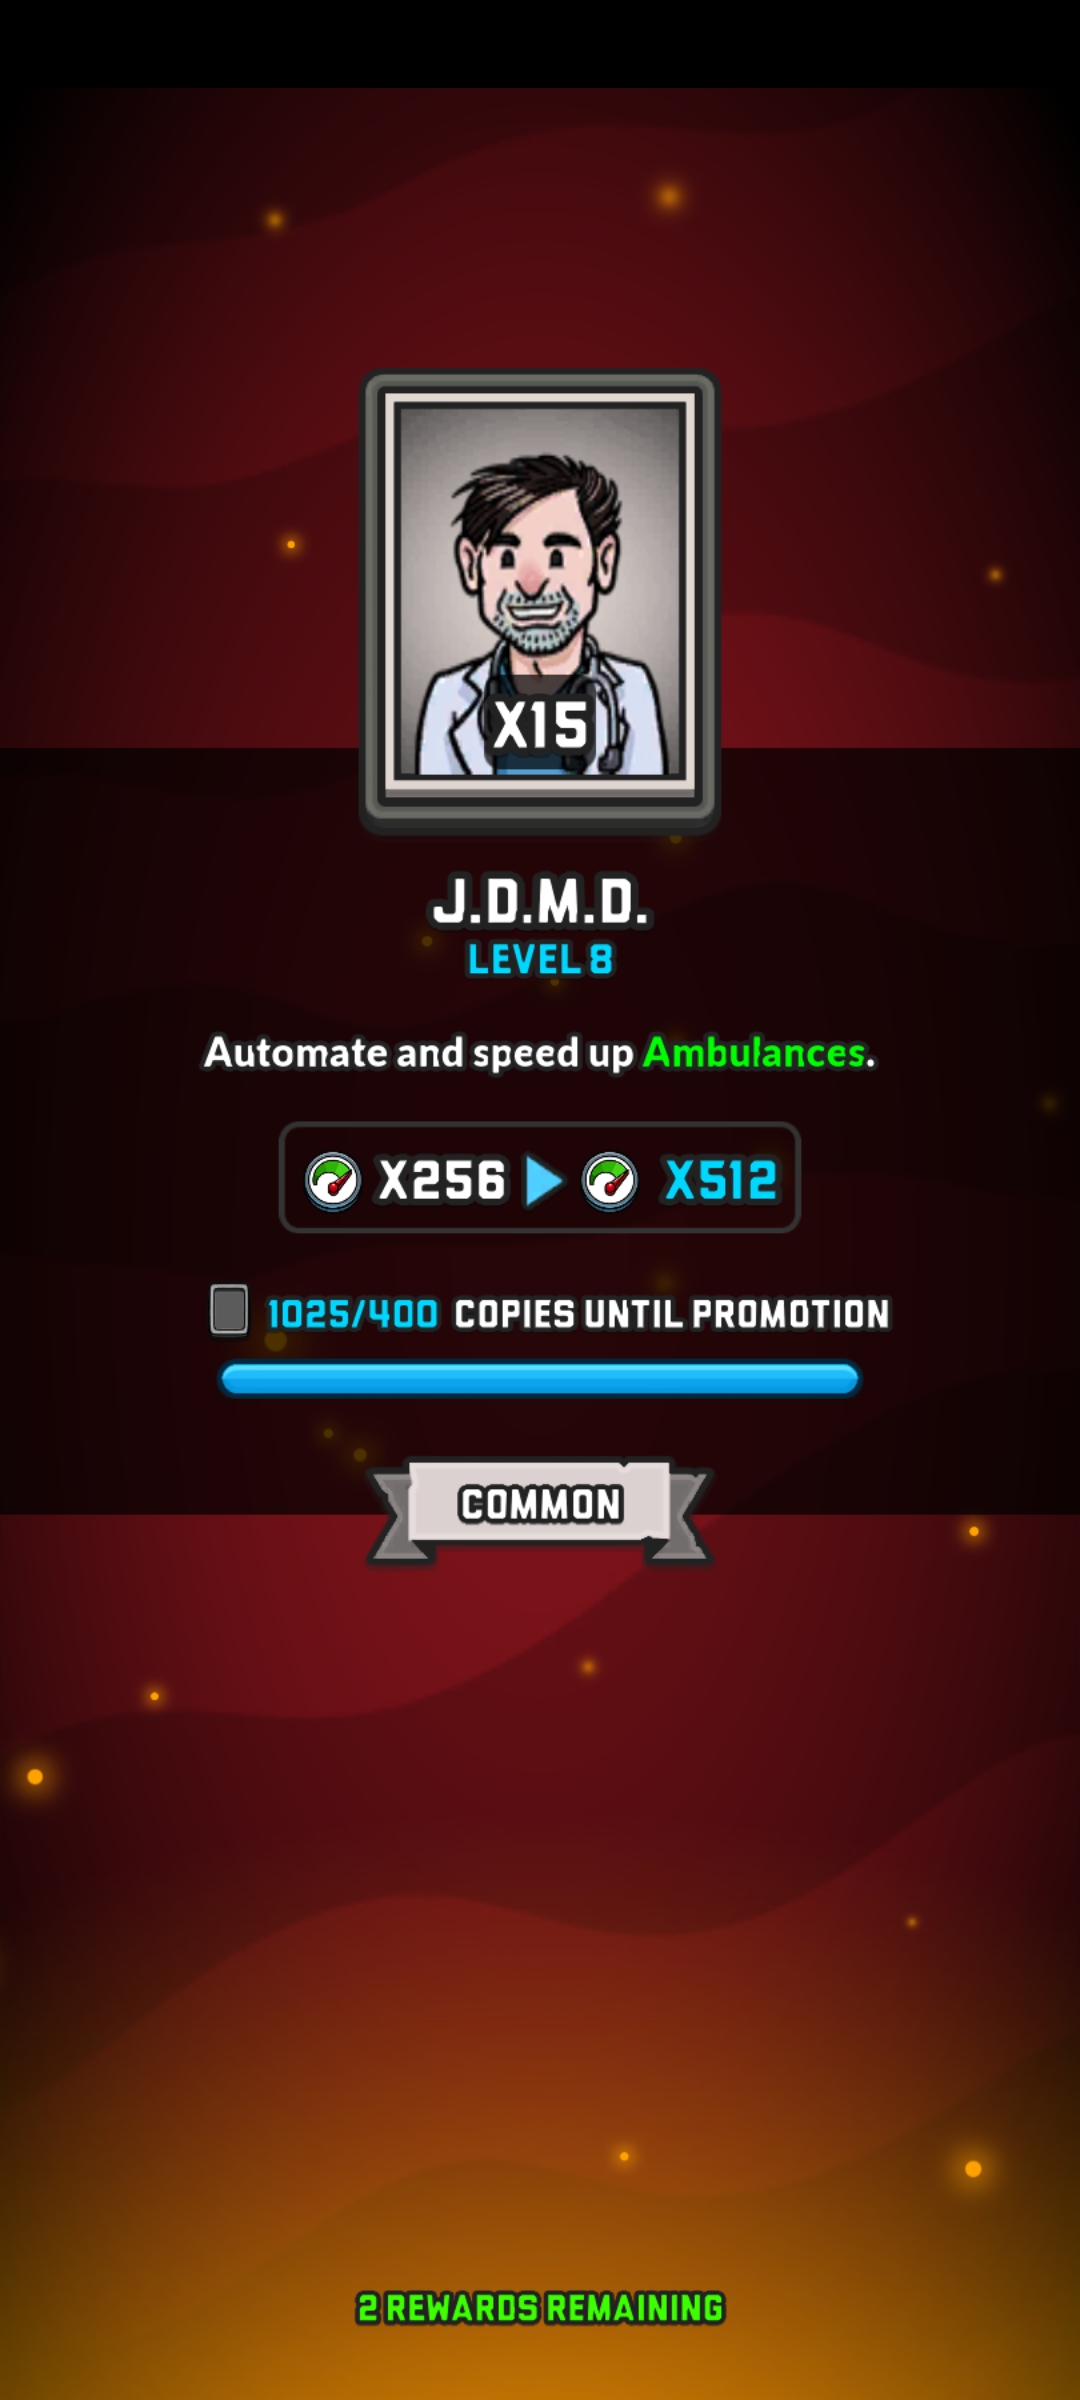 X15
J.D.M.D.
LEVEL 8
Automate and speed up Ambulances.
X256 X512
1025/400 COPIES UNTIL PROMOTION
COMMON
2 REWARDS REMAINING